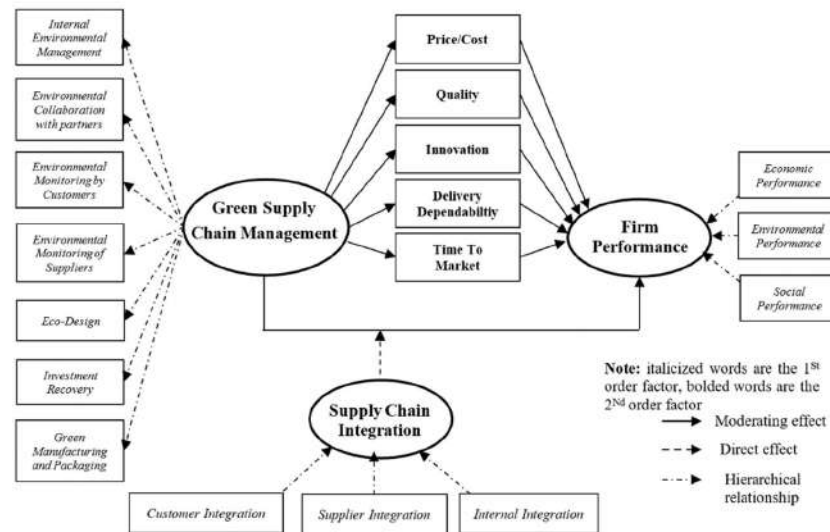 Internal
Environmental
Management
Environmental
Collaboration
with partners
Environmental
Monitoring by
Customers
Environmental
Monitoring of
Suppliers
Eco-Design
Investment
Recovery
Green
Manufacturing
and Packaging
Green Supply
Chain Management
Price/Cost
Quality
Innovation
Delivery
Dependabiltiy
Time To
Market
Firm
Performance
Economic
Performance
Environmental
Performance
Social
Performance
Supply Chain
Integration
Customer Integration
Supplier Integration
Internal Integration
Note: italicized words are the 1St
order factor, bolded words are the
2Nd order factor
Moderating effect
Direct effect
Hierarchical
relationship